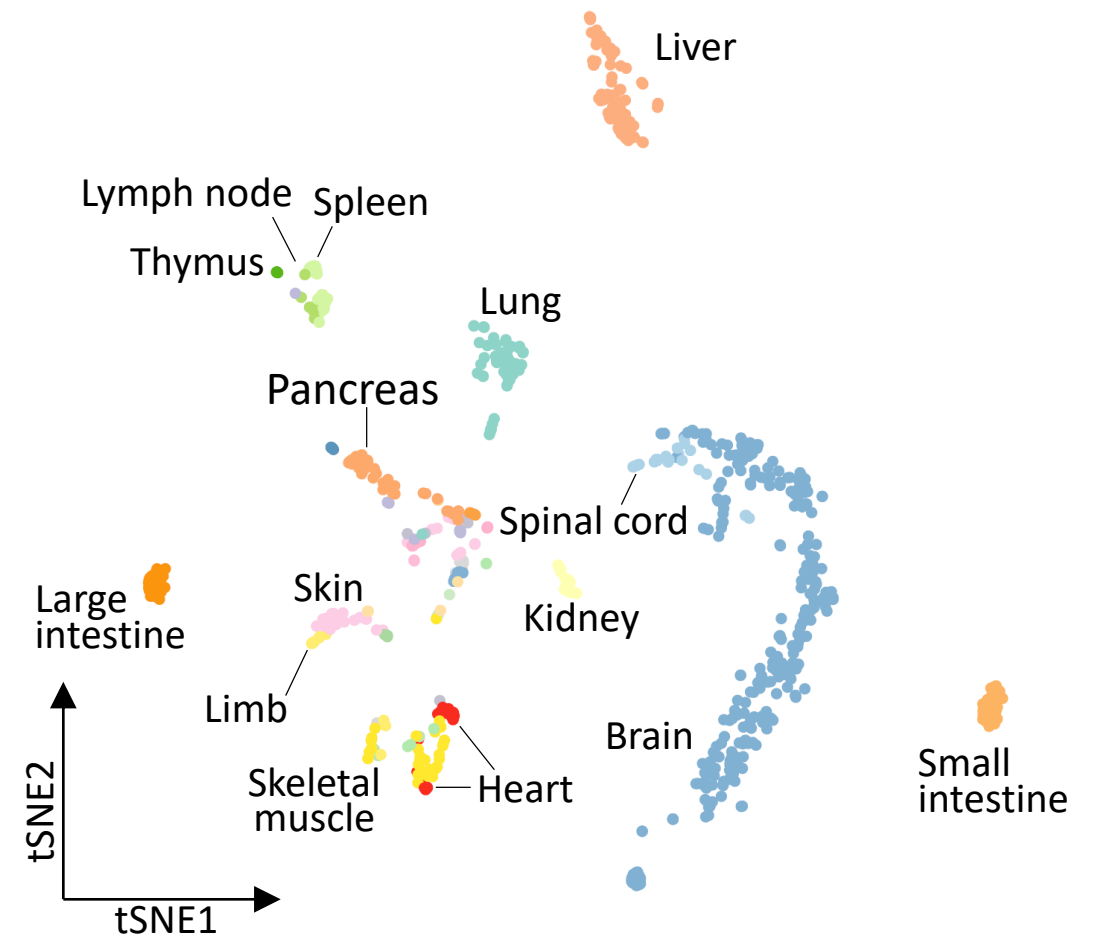 Liver
Lymph node
Spleen
Thymus
Lung
Pancreas
Spinal cord
Large
intestine
Skin
Kidney
Limb
Brain
Small
intestine
Skeletal
muscle
Heart
tSNE2
tSNE1